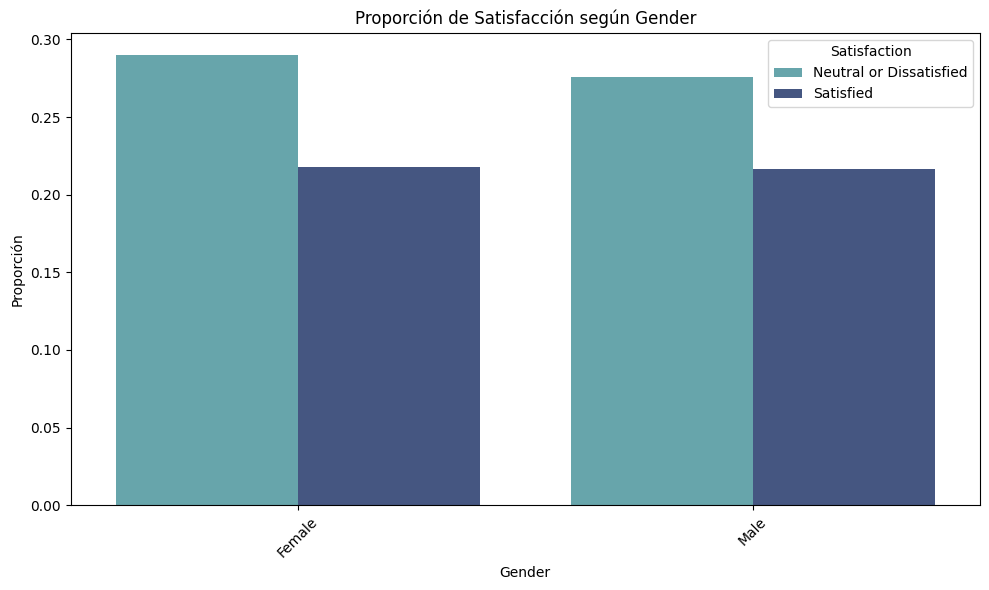 Proporción de Satisfacción según Gender
Satisfaction
Neutral or Dissatisfied
Satisfied
Proporción
0.30
0.25
0.20
0.15
0.10
0.05
0.00
Female
Male
Gender